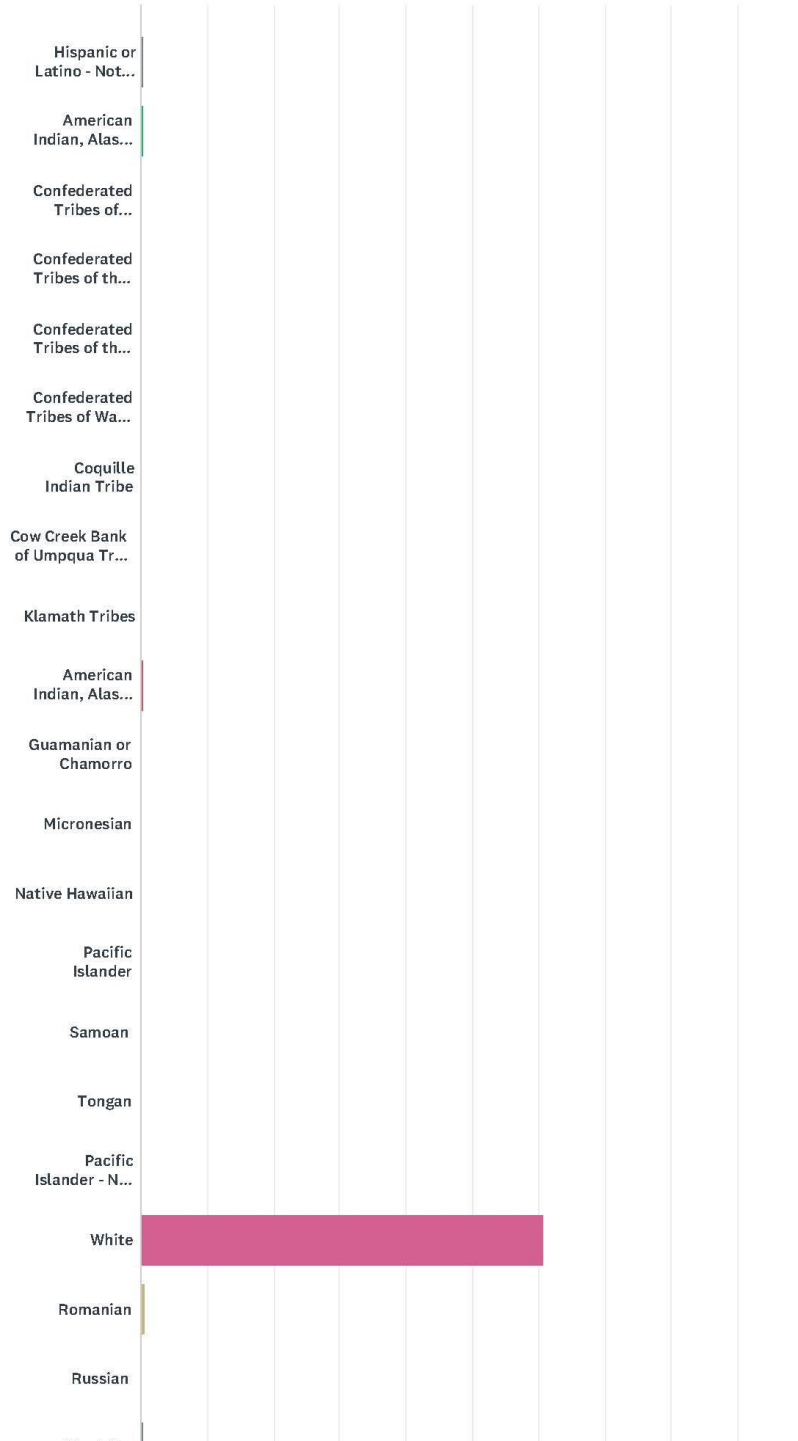 Hispanic or
Latino - Not...
American
Indian, Alas...
Confederated
Tribes of...
Confederated
Tribes of th...
Confederated
Tribes of th...
Confederated
Tribes of Wa...
Coquille
Indian Tribe
Cow Creek Bank
of Umpqua Tr...
Klamath Tribes
American
Indian, Alas...
Guamanian or
Chamorro
Micronesian
Native Hawaiian
Pacific
Islander
Samoan
Tongan
Pacific
Islander - N...
White
Romanian
Russian